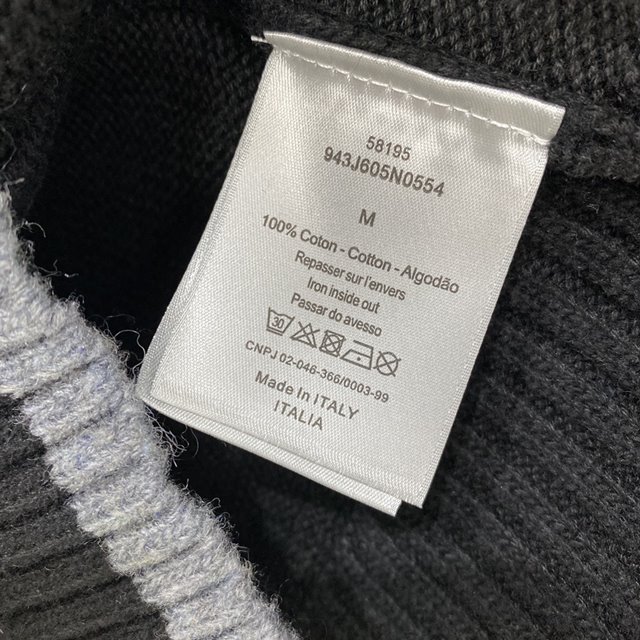 58195
943J605N0554
M
100% Coton - Cotton - Algodão
Repasser sur l'envers
Iron inside out
Passar do avesso
30
CNPJ 02-046-366/0003-99
Made In ITALY
ITALIA